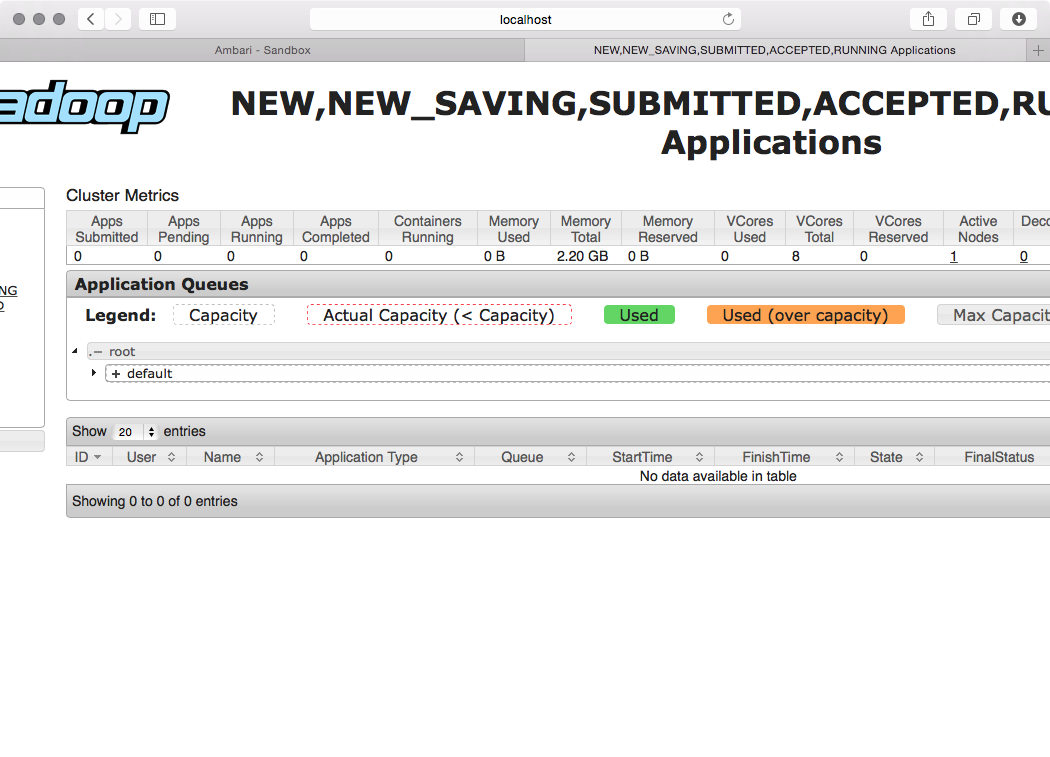 localhost
Ambari - Sandbox
NEW,NEW_SAVING,SUBMITTED,ACCEPTED,RUNNING Applications
adoop
NEW,NEW_SAVING,SUBMITTED,ACCEPTED,RU
Applications
NG
Cluster Metrics
Apps Submitted Apps Pending Apps Running Apps Completed Containers Running Memory Used Memory Total Memory Reserved VCores Used VCores Total VCores Reserved Active Nodes Deco
0 0 0 0 0 0 B 2.20 GB 0 B 0 8 0 1 0
Application Queues
Legend: Capacity Actual Capacity (< Capacity) Used Used (over capacity) Max Capacit
.− root
+ default
Show 20 entries
ID User Name Application Type Queue StartTime FinishTime State FinalStatus
No data available in table
Showing 0 to 0 of 0 entries